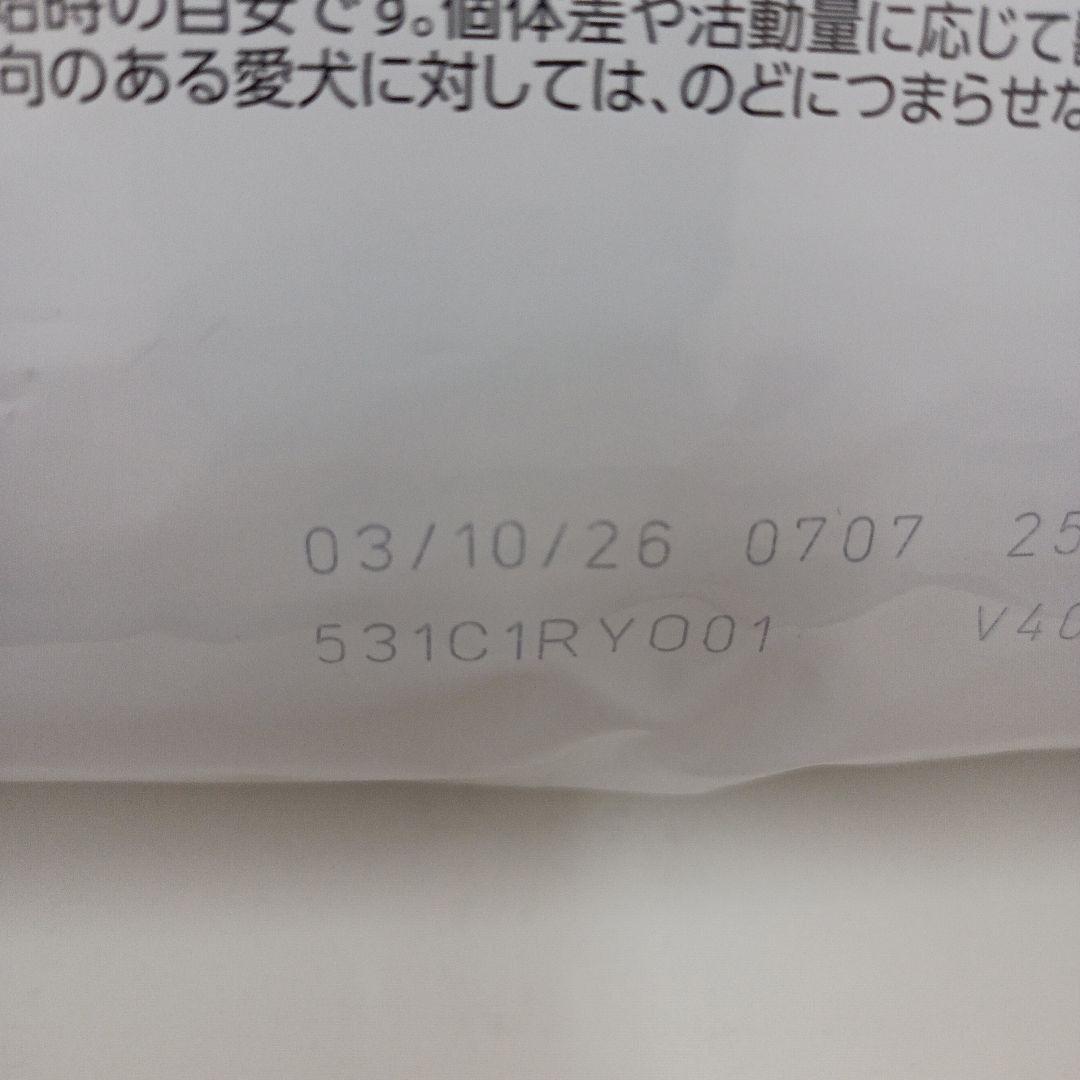 時の目安です。個体差や活動量に応じて
向のある愛犬に対しては、のどにつまらせな
03/10/26 0707 25
531C1RYO01 V40